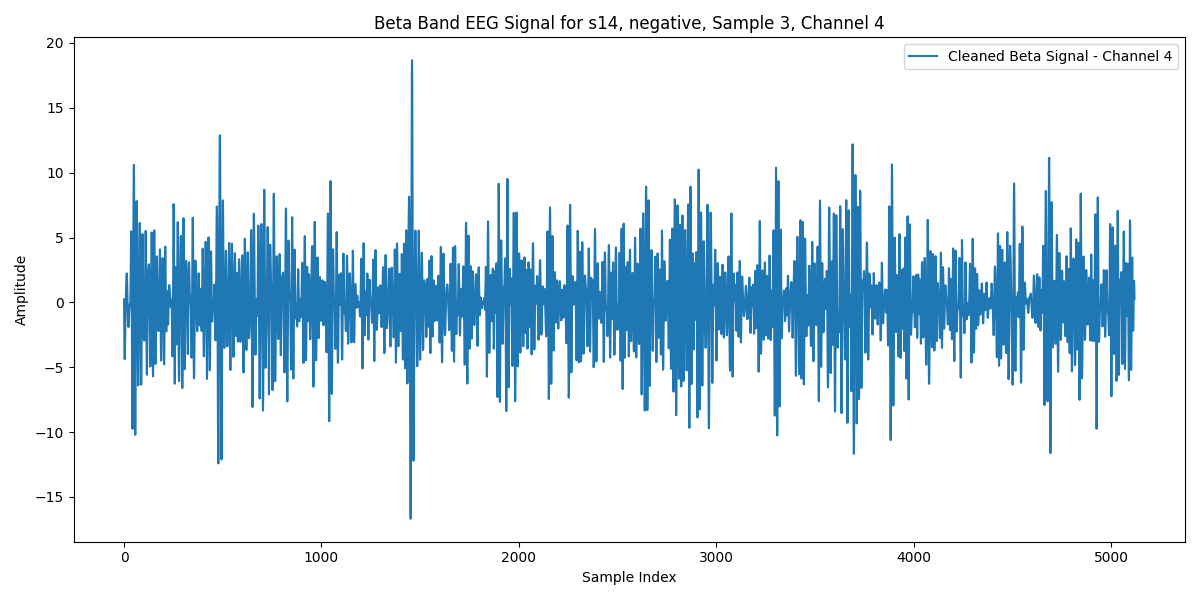 Beta Band EEG Signal for s14, negative, Sample 3, Channel 4
Cleaned Beta Signal - Channel 4
Amplitude
20
15
10
5
0
−5
−10
−15
0 1000 2000 3000 4000 5000
Sample Index